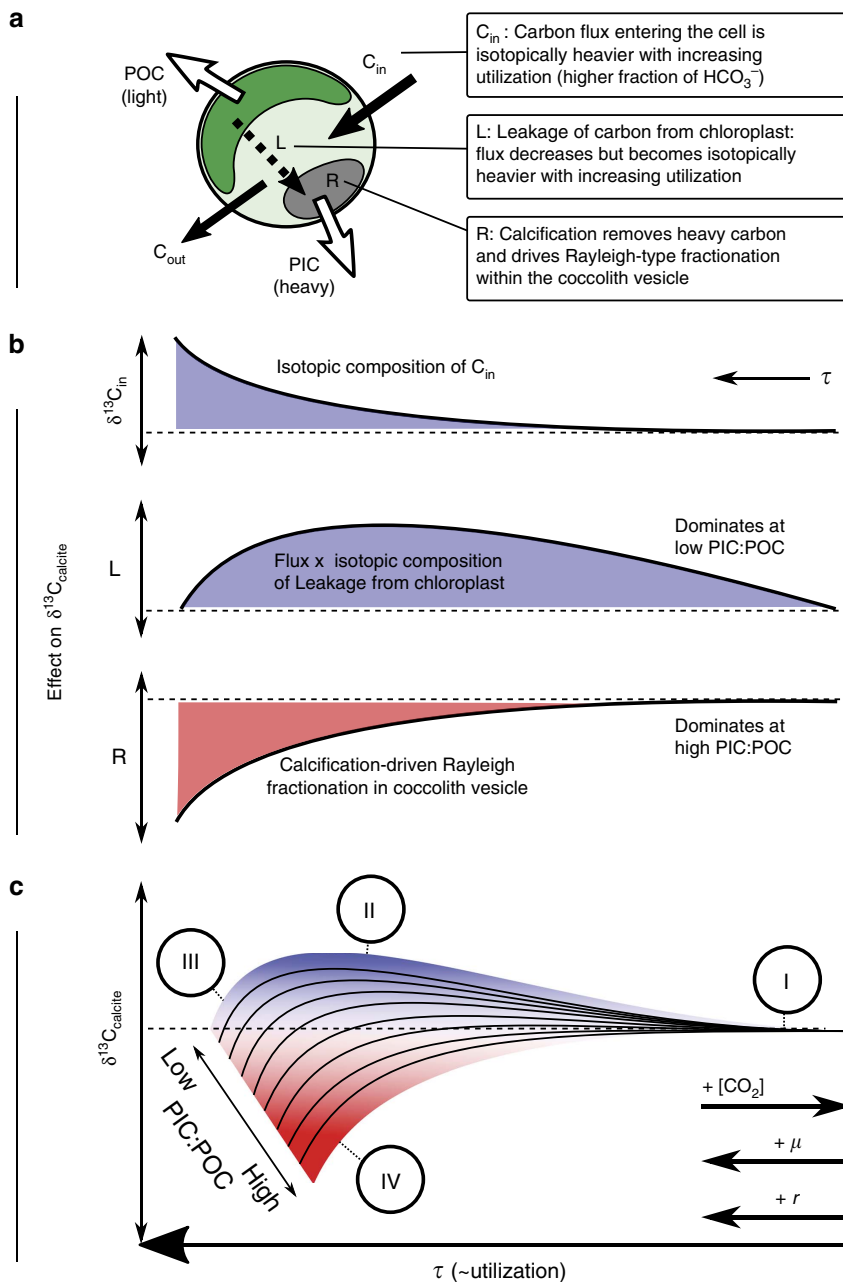 a
POC
(light)
C_in
L
R
C_out
PIC
(heavy)
C_in : Carbon flux entering the cell is
isotopically heavier with increasing
utilization (higher fraction of HCO₃⁻)
L: Leakage of carbon from chloroplast:
flux decreases but becomes isotopically
heavier with increasing utilization
R: Calcification removes heavy carbon
and drives Rayleigh-type fractionation
within the coccolith vesicle
b
Effect on δ¹³C_calcite
δ¹³C_in
Isotopic composition of C_in
τ
L
Flux x isotopic composition
of Leakage from chloroplast
Dominates at
low PIC:POC
R
Calcification-driven Rayleigh
fractionation in coccolith vesicle
Dominates at
high PIC:POC
c
δ¹³C_calcite
II
III
I
IV
Low
PIC:POC
High
+ [CO₂]
+ μ
+ r
τ (~utilization)